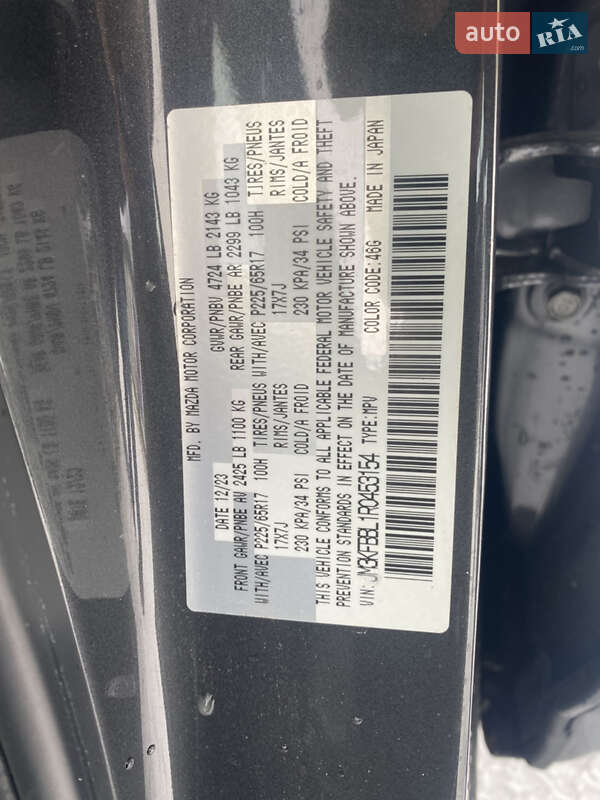 auto RIA.com
MFD. BY MAZDA MOTOR CORPORATION
DATE 12/23 GVWR/PNBV 4724 LB 2143 KG
FRONT GAWR/PNBE AV 2425 LB 1100 KG REAR GAWR/PNBE AR 2299 LB 1043 KG
WITH/AVEC P225/65R17 100H TIRES/PNEUS WITH/AVEC P225/65R17 100H TIRES/PNEUS
17X7J RIMS/JANTES 17X7J RIMS/JANTES
230 KPA/34 PSI COLD/A FROID 230 KPA/34 PSI COLD/A FROID
THIS VEHICLE CONFORMS TO ALL APPLICABLE FEDERAL MOTOR VEHICLE SAFETY AND THEFT
PREVENTION STANDARDS IN EFFECT ON THE DATE OF MANUFACTURE SHOWN ABOVE.
VIN: JM3KFBBL1R0453154 TYPE:MPV COLOR CODE:46G MADE IN JAPAN